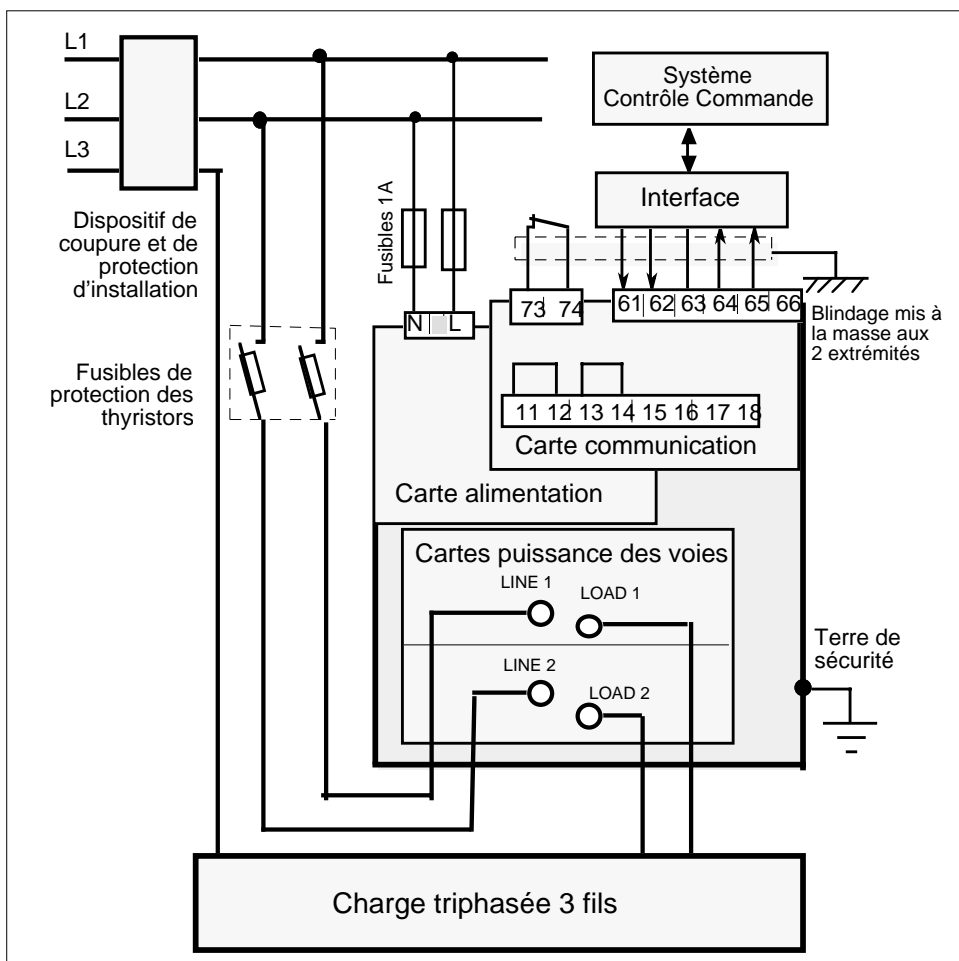 L1
L2
L3
Dispositif de
coupure et de
protection
d'installation
Fusibles de
protection des
thyristors
Fusibles 1A
Système
Contrôle Commande
Interface
Blindage mis à
la masse aux
2 extrémités
73 74
61 62 63 64 65 66
N L
11 12 13 14 15 16 17 18
Carte communication
Carte alimentation
Cartes puissance des voies
LINE 1
LOAD 1
LINE 2
LOAD 2
Terre de
sécurité
Charge triphasée 3 fils